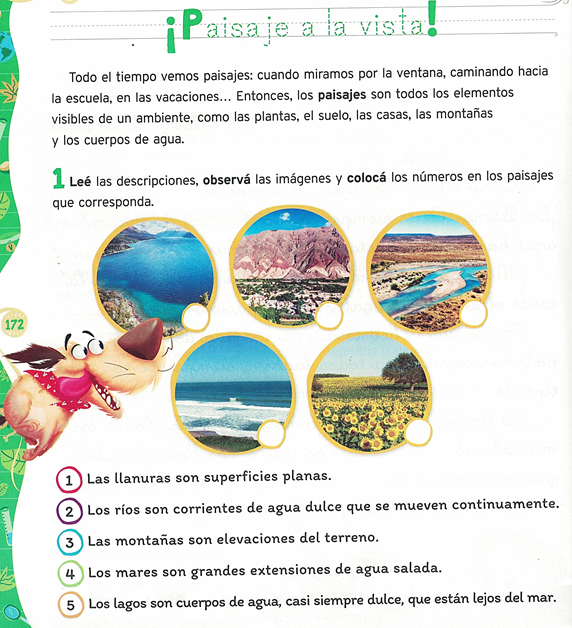 ¡Paisaje a la vista!
Todo el tiempo vemos paisajes: cuando miramos por la ventana, caminando hacia
la escuela, en las vacaciones... Entonces, los paisajes son todos los elementos
visibles de un ambiente, como las plantas, el suelo, las casas, las montañas
y los cuerpos de agua.
1 Leé las descripciones, observá las imágenes y colocá los números en los paisajes
que corresponda.
172
1 Las llanuras son superficies planas.
2 Los ríos son corrientes de agua dulce que se mueven continuamente.
3 Las montañas son elevaciones del terreno.
4 Los mares son grandes extensiones de agua salada.
5 Los lagos son cuerpos de agua, casi siempre dulce, que están lejos del mar.